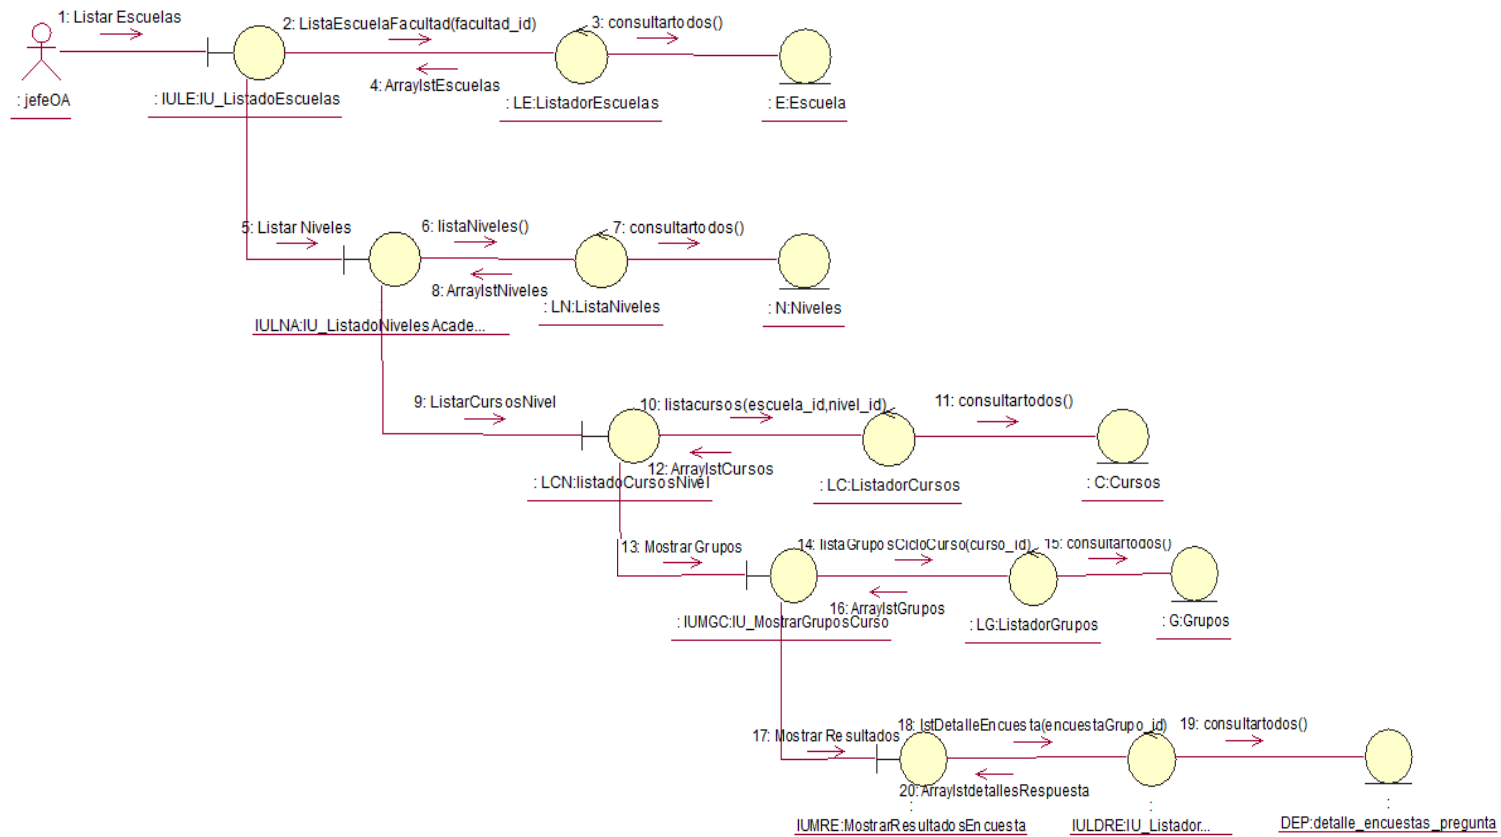 1: Listar Escuelas
2: ListaEscuelaFacultad(facultad_id)
3: consultartodos()
4: ArraylstEscuelas
: jefeOA
: IULE:IU_ListadoEscuelas
: LE:ListadorEscuelas
: E:Escuela
5: Listar Niveles
6: listaNiveles()
7: consultartodos()
8: ArraylstNiveles
: LN:ListaNiveles
: N:Niveles
IULNA:IU_ListadoNivelesAcade...
9: ListarCursosNivel
10: listacursos(escuela_id,nivel_id)
11: consultartodos()
12: ArraylstCursos
: LCN:listadoCursosNivel
: LC:ListadorCursos
: C:Cursos
13: Mostrar Grupos
14: listaGruposCicloCurso(curso_id)
15: consultartodos()
16: ArraylstGrupos
: IUMGC:IU_MostrarGruposCurso
: LG:ListadorGrupos
: G:Grupos
17: Mostrar Resultados
18: lstDetalleEncuesta(encuestaGrupo_id)
19: consultartodos()
20: ArraylstdetallesRespuesta
:
IUMRE:MostrarResultadosEncuesta
:
IULDRE:IU_Listador...
:
DEP:detalle_encuestas_pregunta